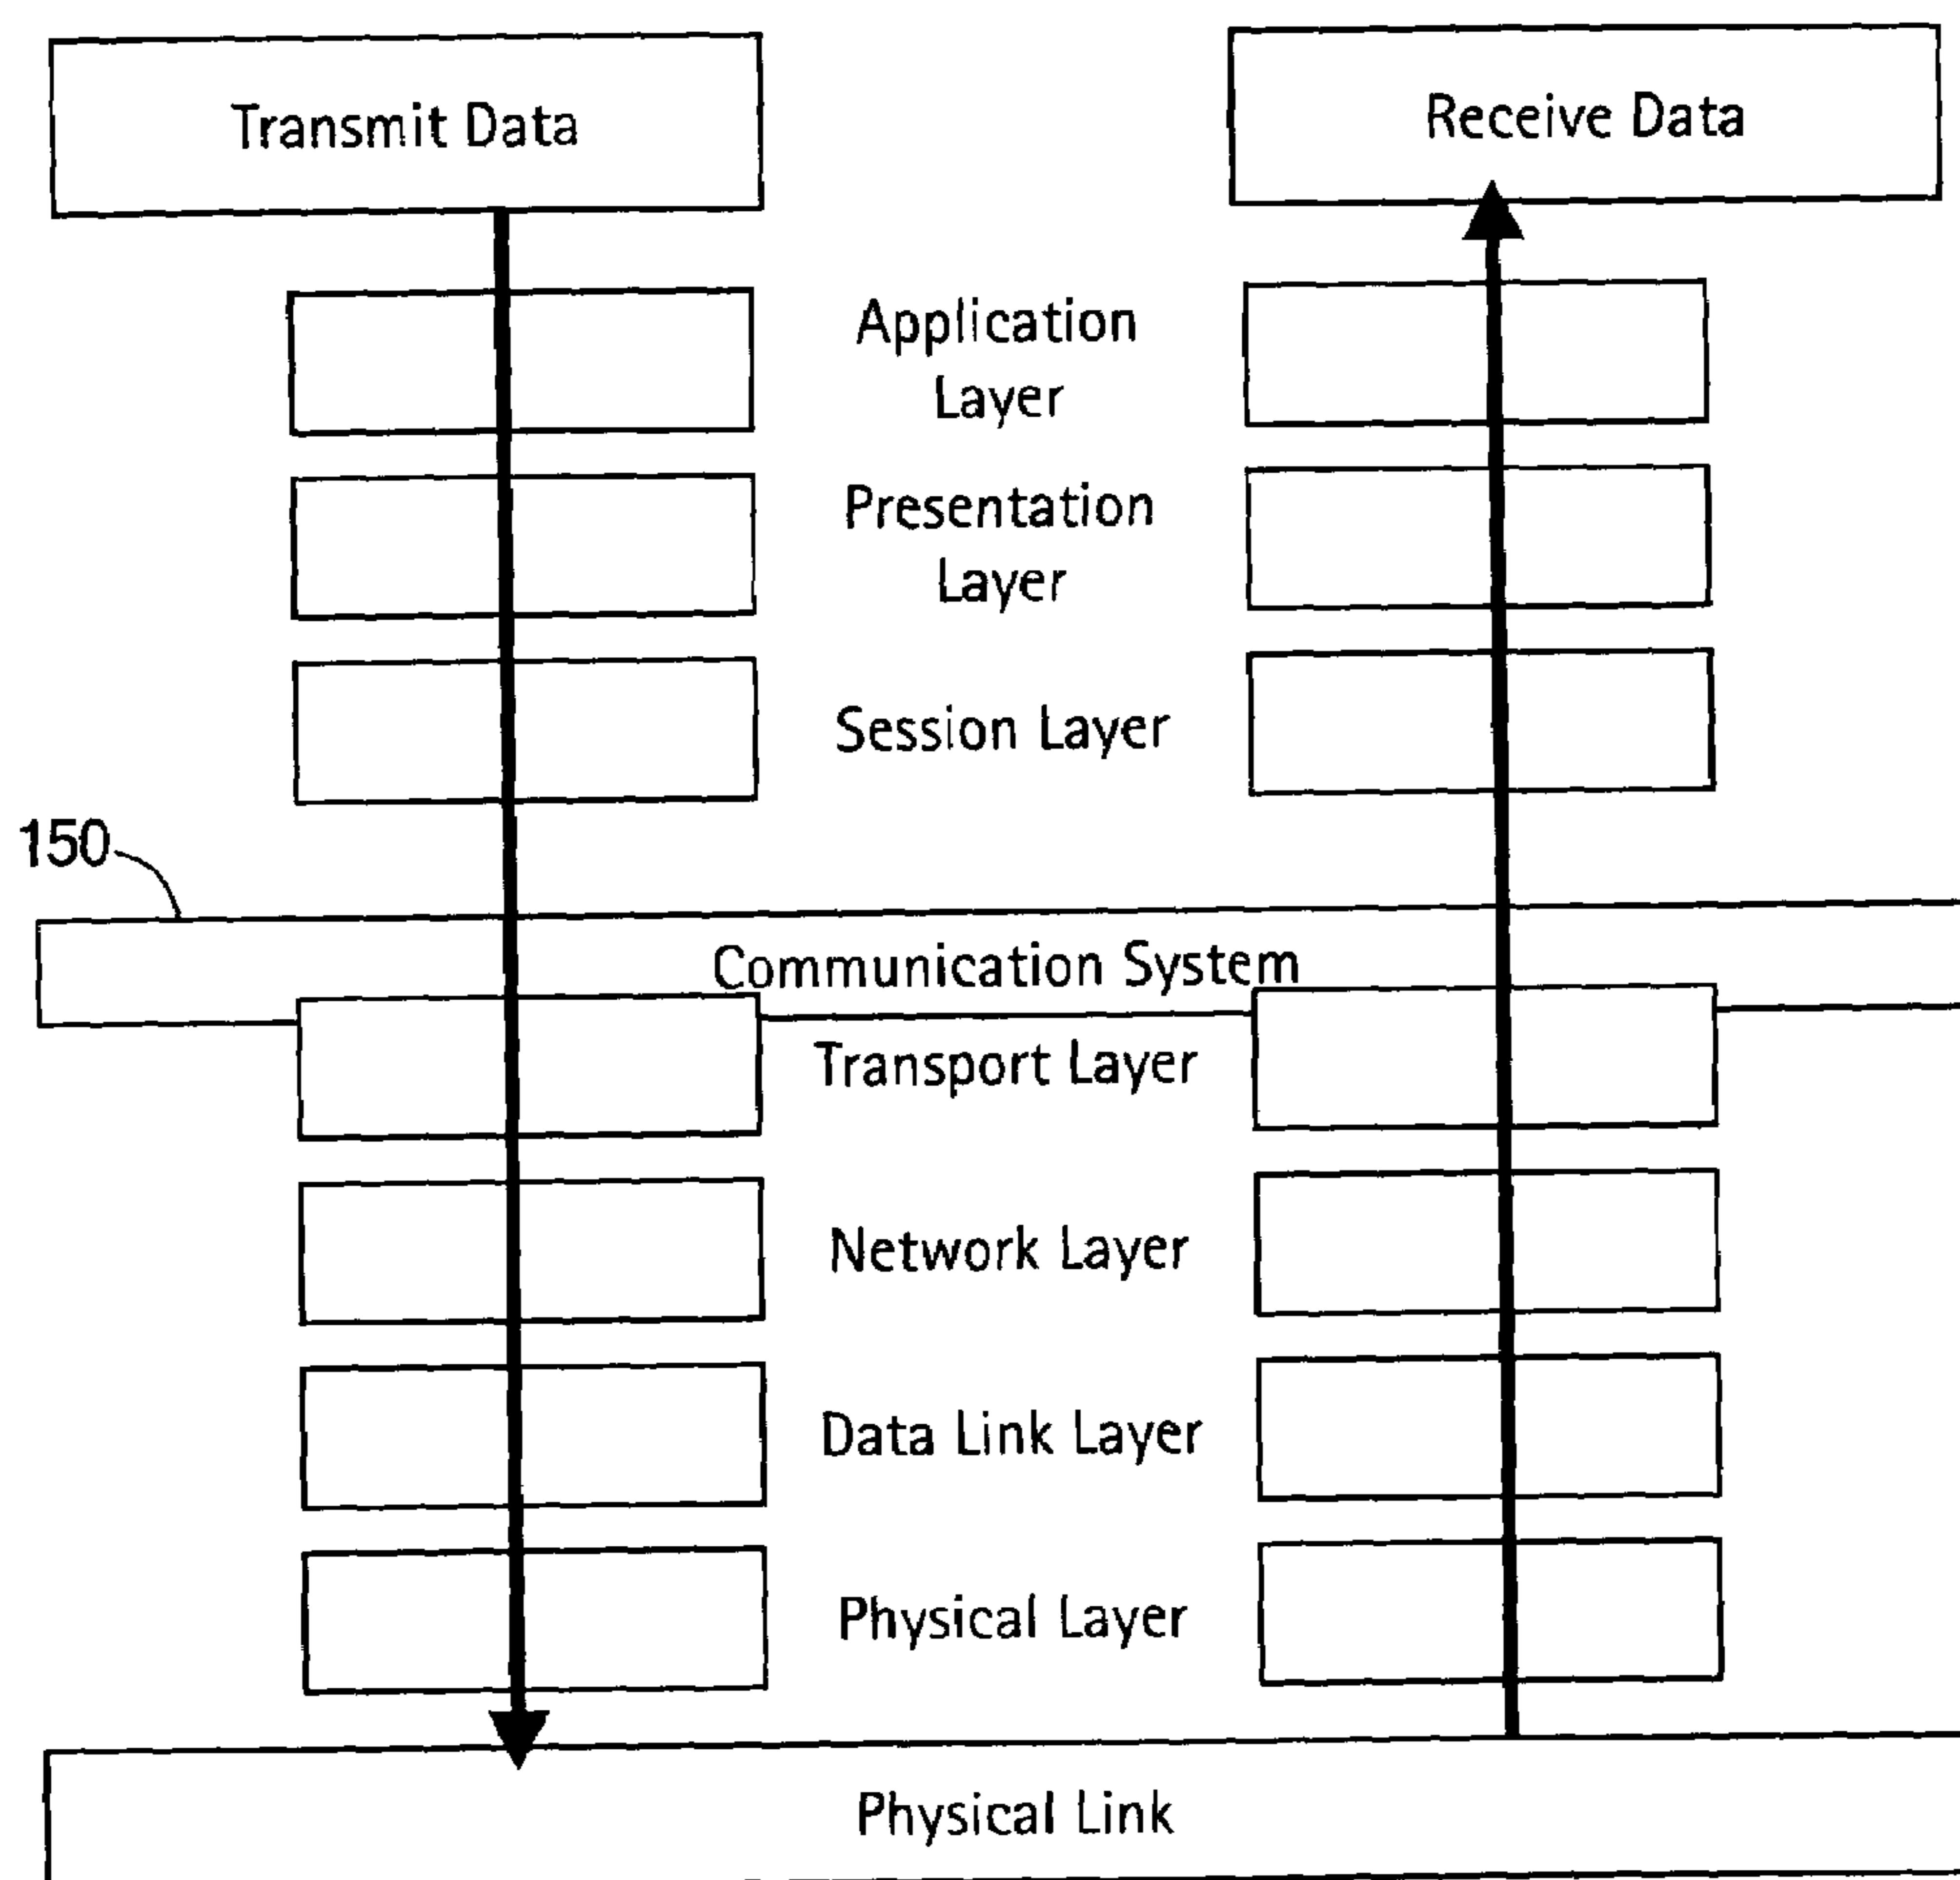 Transmit Data
Receive Data
Application
Layer
Presentation
Layer
Session Layer
150
Communication System
Transport Layer
Network Layer
Data Link Layer
Physical Layer
Physical Link